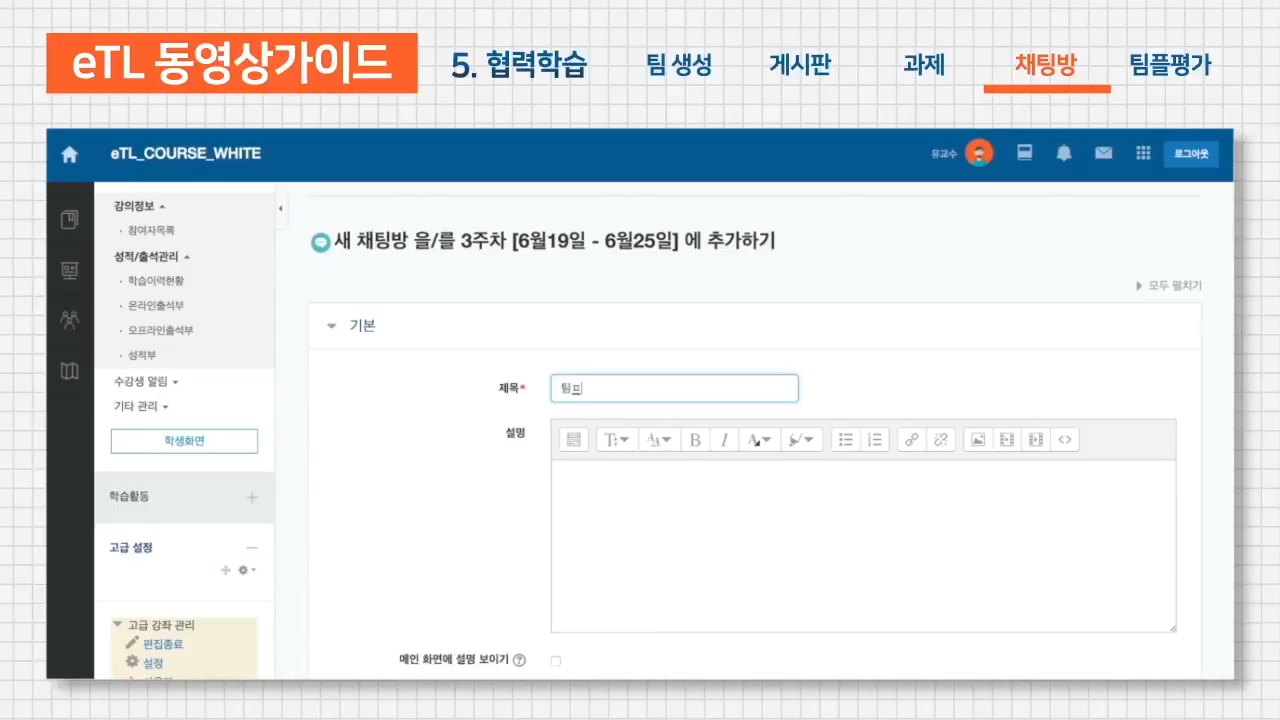 eTL 동영상가이드
5. 협력학습
팀 생성
게시판
과제
채팅방
팀플평가
eTL_COURSE_WHITE
유교수
로그아웃
강의정보
· 참여자목록
성적/출석관리
· 학습이력현황
· 온라인출석부
· 오프라인출석부
· 성적부
수강생 알림
기타 관리
학생화면
학습활동
고급 설정
고급 강좌 관리
편집종료
설정
새 채팅방 을/를 3주차 [6월19일 - 6월25일] 에 추가하기
모두 펼치기
기본
제목*
팀프
설명
메인 화면에 설명 보이기